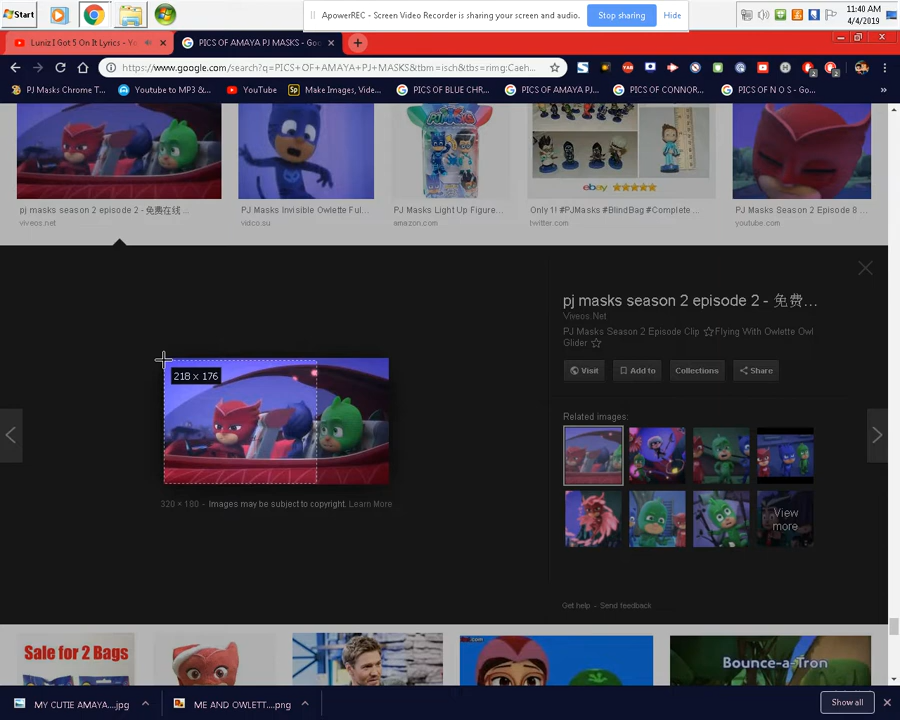 Start
ApowerREC - Screen Video Recorder is sharing your screen and audio.
Stop sharing
Hide
11:40 AM
4/4/2019
Luniz I Got 5 On It Lyrics - Yo
PICS OF AMAYA PJ MASKS - Goo
https://www.google.com/search?q=PICS+OF+AMAYA+PJ+MASKS&tbm=isch&tbs=rimg:Caeh...
PJ Masks Chrome T...
Youtube to MP3 &...
YouTube
Sp Make Images, Vide...
PICS OF BLUE CHR...
PICS OF AMAYA PJ...
PICS OF CONNOR...
PICS OF N O S - Go...
ebay
pj masks season 2 episode 2 - 免费在线 ...
PJ Masks Invisible Owlette Ful...
PJ Masks Light Up Figure...
Only 1! #PJMasks #BlindBag #Complete ...
PJ Masks Season 2 Episode 8 ...
viveos.net
vidco.su
amazon.com
twitter.com
youtube.com
pj masks season 2 episode 2 - 免费...
Viveos.Net
PJ Masks Season 2 Episode Clip ☆Flying With Owlette Owl
Glider ☆
Visit
Add to
Collections
Share
218 x 176
Related images:
View
more
320 × 180 - Images may be subject to copyright. Learn More
Get help - Send feedback
Sale for 2 Bags
Bounce-a-Tron
MY CUTIE AMAYA....jpg
ME AND OWLETT....png
Show all